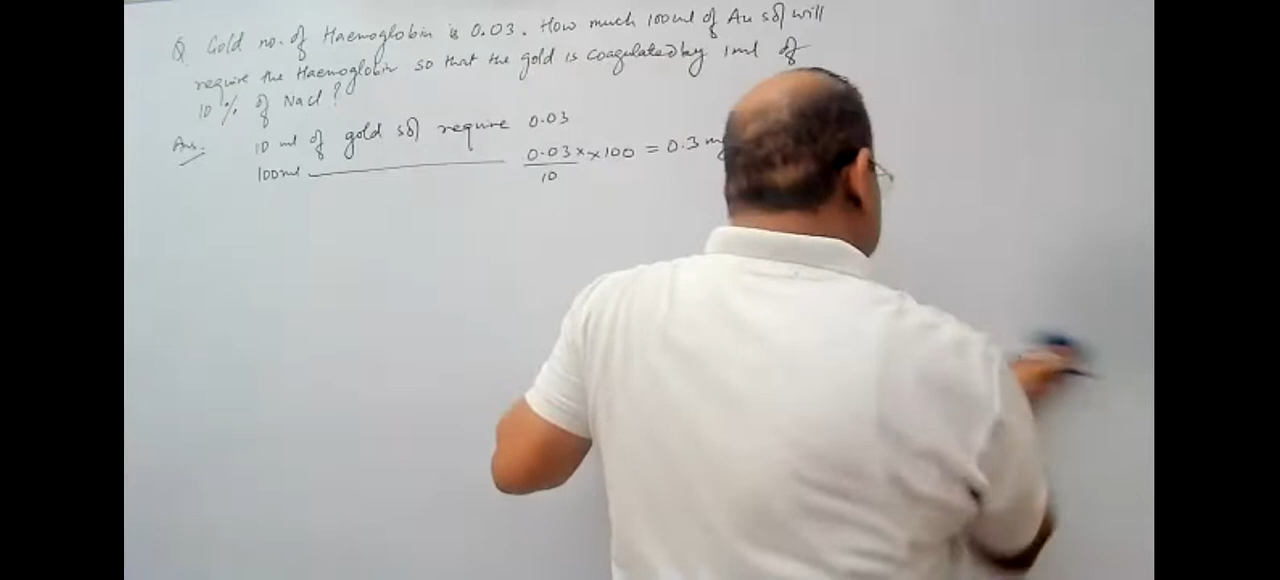 Q Gold no. of Haemoglobin is 0.03. How much 100ml of Au sol will
require the Haemoglobin so that the gold is coagulated by 1ml of
10 % of Nacl ?
Ans. 10 ml of gold sol require 0.03
100ml ———— 0.03 x x 100 = 0.3 mg
10